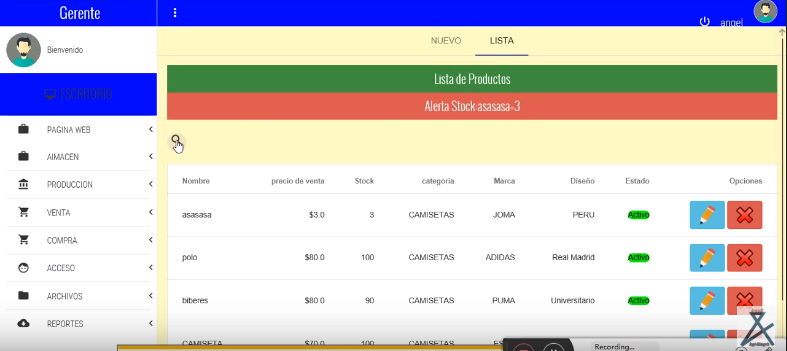 Gerente
angel
Bienvenido
ESCRITORIO
NUEVO LISTA
Lista de Productos
Alerta Stock-asasasa=3
PAGINA WEB
AlMACEN
PRODUCCION
VENTA
COMPRA
ACCESO
ARCHIVOS
REPORTES
Nombre precio de venta Stock categoria Marca Diseño Estado Opciones
asasasa $3.0 3 CAMISETAS JOMA PERU Activo
polo $80.0 100 CAMISETAS ADIDAS Real Madrid Activo
biberes $80.0 90 CAMISETAS PUMA Universitario Activo
CAMISETA $70.0 100 CAMISETAS
Recording...